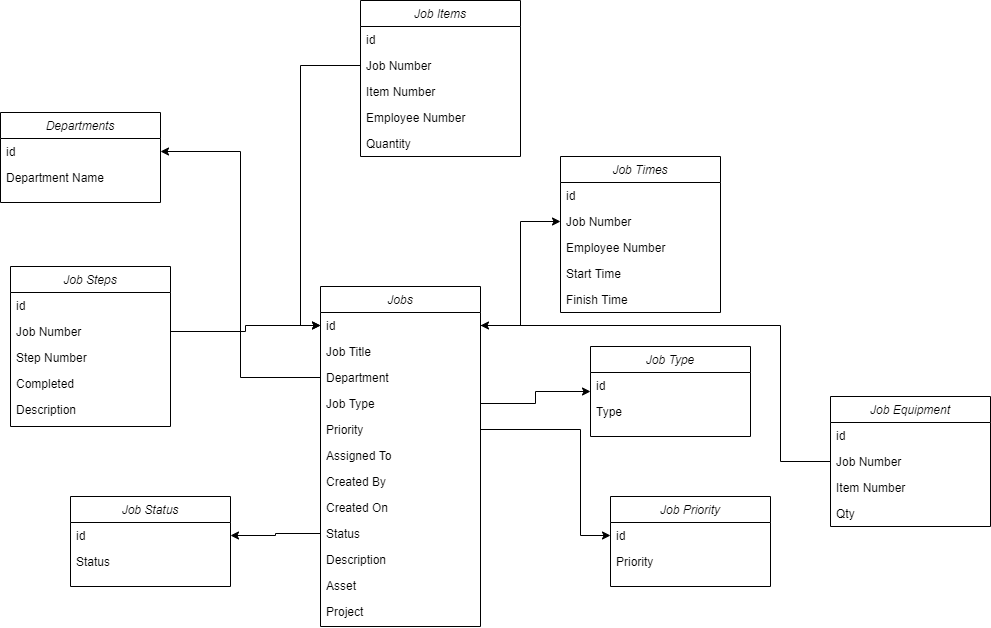 Job Items
id
Job Number
Item Number
Employee Number
Quantity
Departments
id
Department Name
Job Times
id
Job Number
Employee Number
Start Time
Finish Time
Job Steps
id
Job Number
Step Number
Completed
Description
Jobs
id
Job Title
Department
Job Type
Priority
Assigned To
Created By
Created On
Status
Description
Asset
Project
Job Type
id
Type
Job Equipment
id
Job Number
Item Number
Qty
Job Status
id
Status
Job Priority
id
Priority